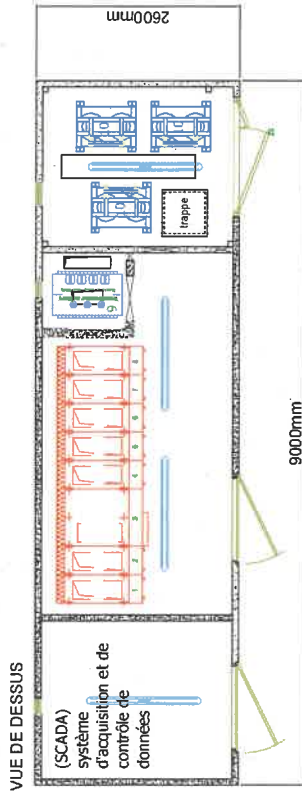 VUE DE DESSUS
(SCADA)
système
d'acquisition et de
contrôle de
données
1 2 3 4 5 6 7 8
9
trappe
2600mm
9000mm